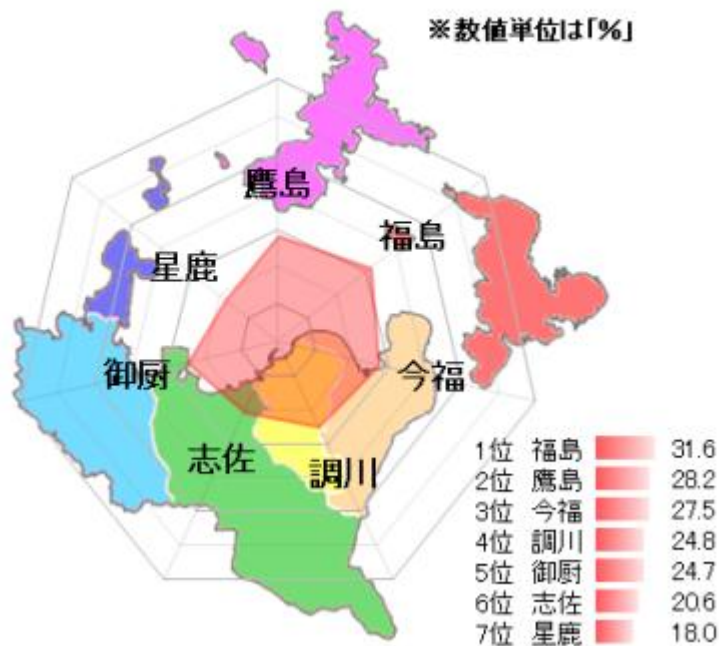 ※数値単位は「%」
鷹島
福島
星鹿
御厨
今福
志佐
調川
1位 福島 31.6
2位 鷹島 28.2
3位 今福 27.5
4位 調川 24.8
5位 御厨 24.7
6位 志佐 20.6
7位 星鹿 18.0